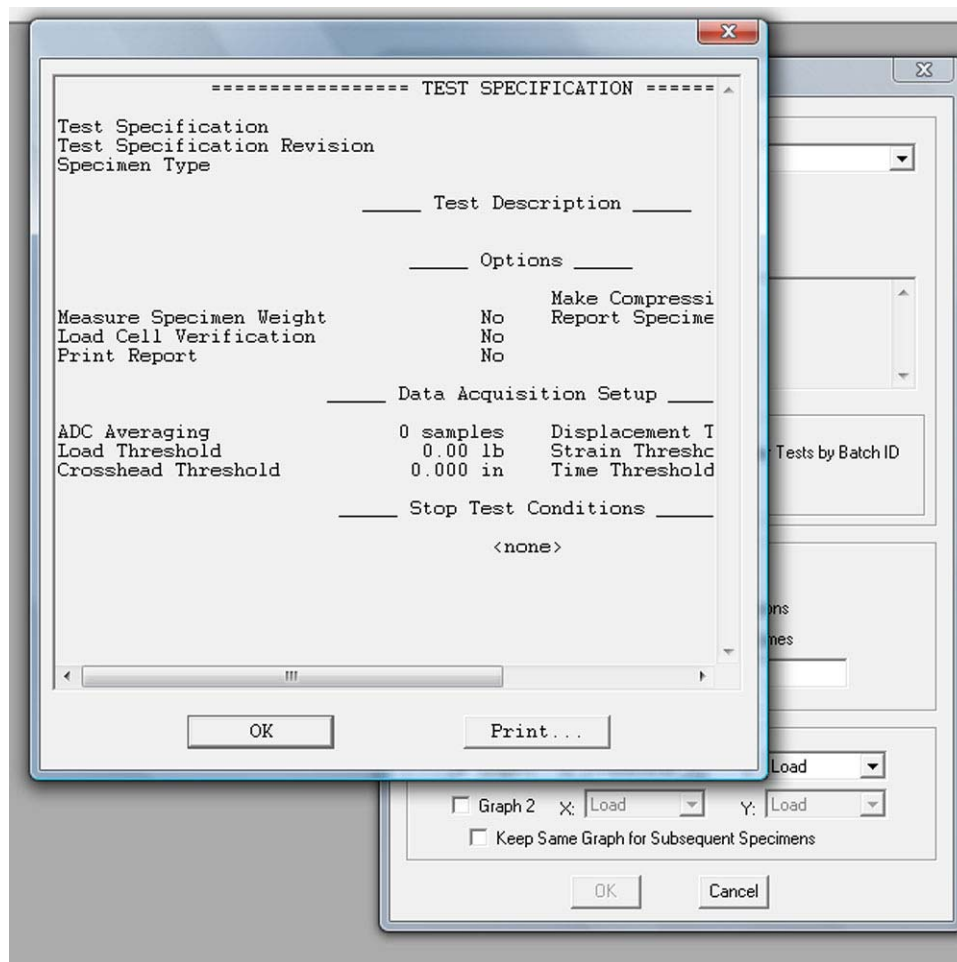 ================= TEST SPECIFICATION ======
Test Specification
Test Specification Revision
Specimen Type
_____ Test Description _____
_____ Options _____
Make Compressi
Measure Specimen Weight No Report Specime
Load Cell Verification No
Print Report No
_____ Data Acquisition Setup ____
ADC Averaging 0 samples Displacement T
Load Threshold 0.00 lb Strain Thresho
Crosshead Threshold 0.000 in Time Threshold
_____ Stop Test Conditions _____
<none>
OK Print...
Tests by Batch ID
ons
mes
Load
Graph 2 X: Load Y: Load
Keep Same Graph for Subsequent Specimens
OK Cancel